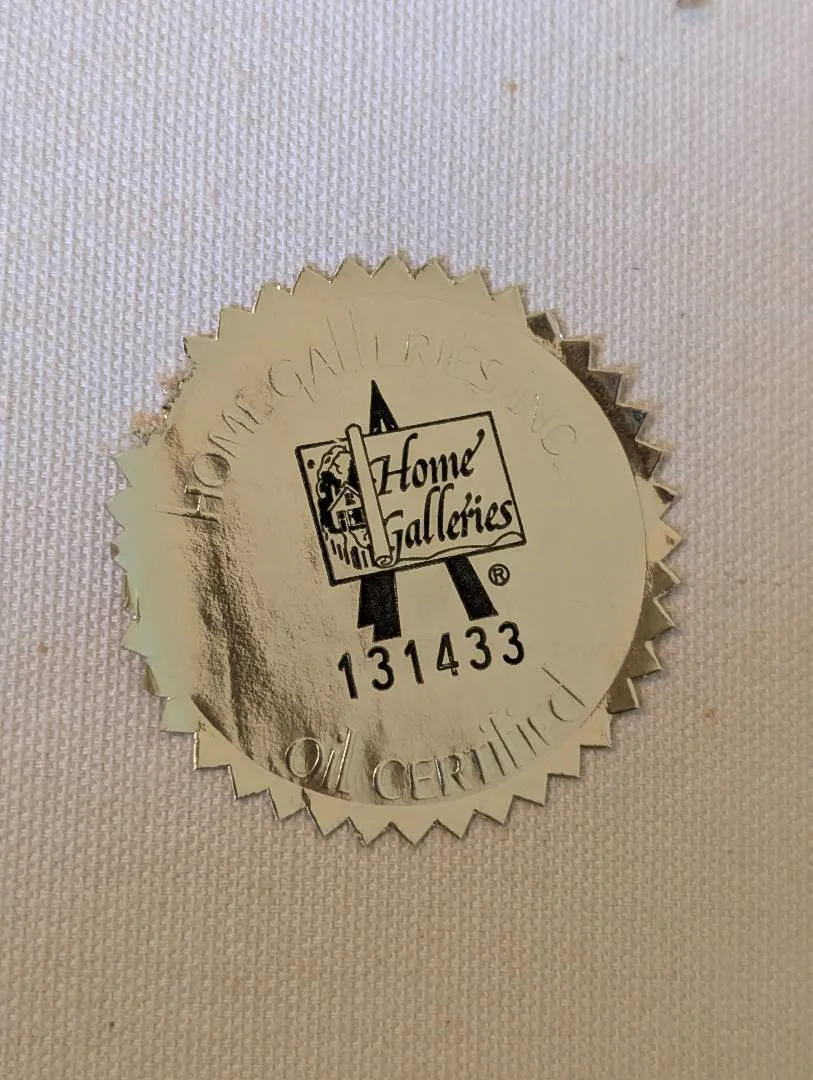 HOME GALLERIES INC.
Home
Galleries
®
131433
Oil CERTIFIED